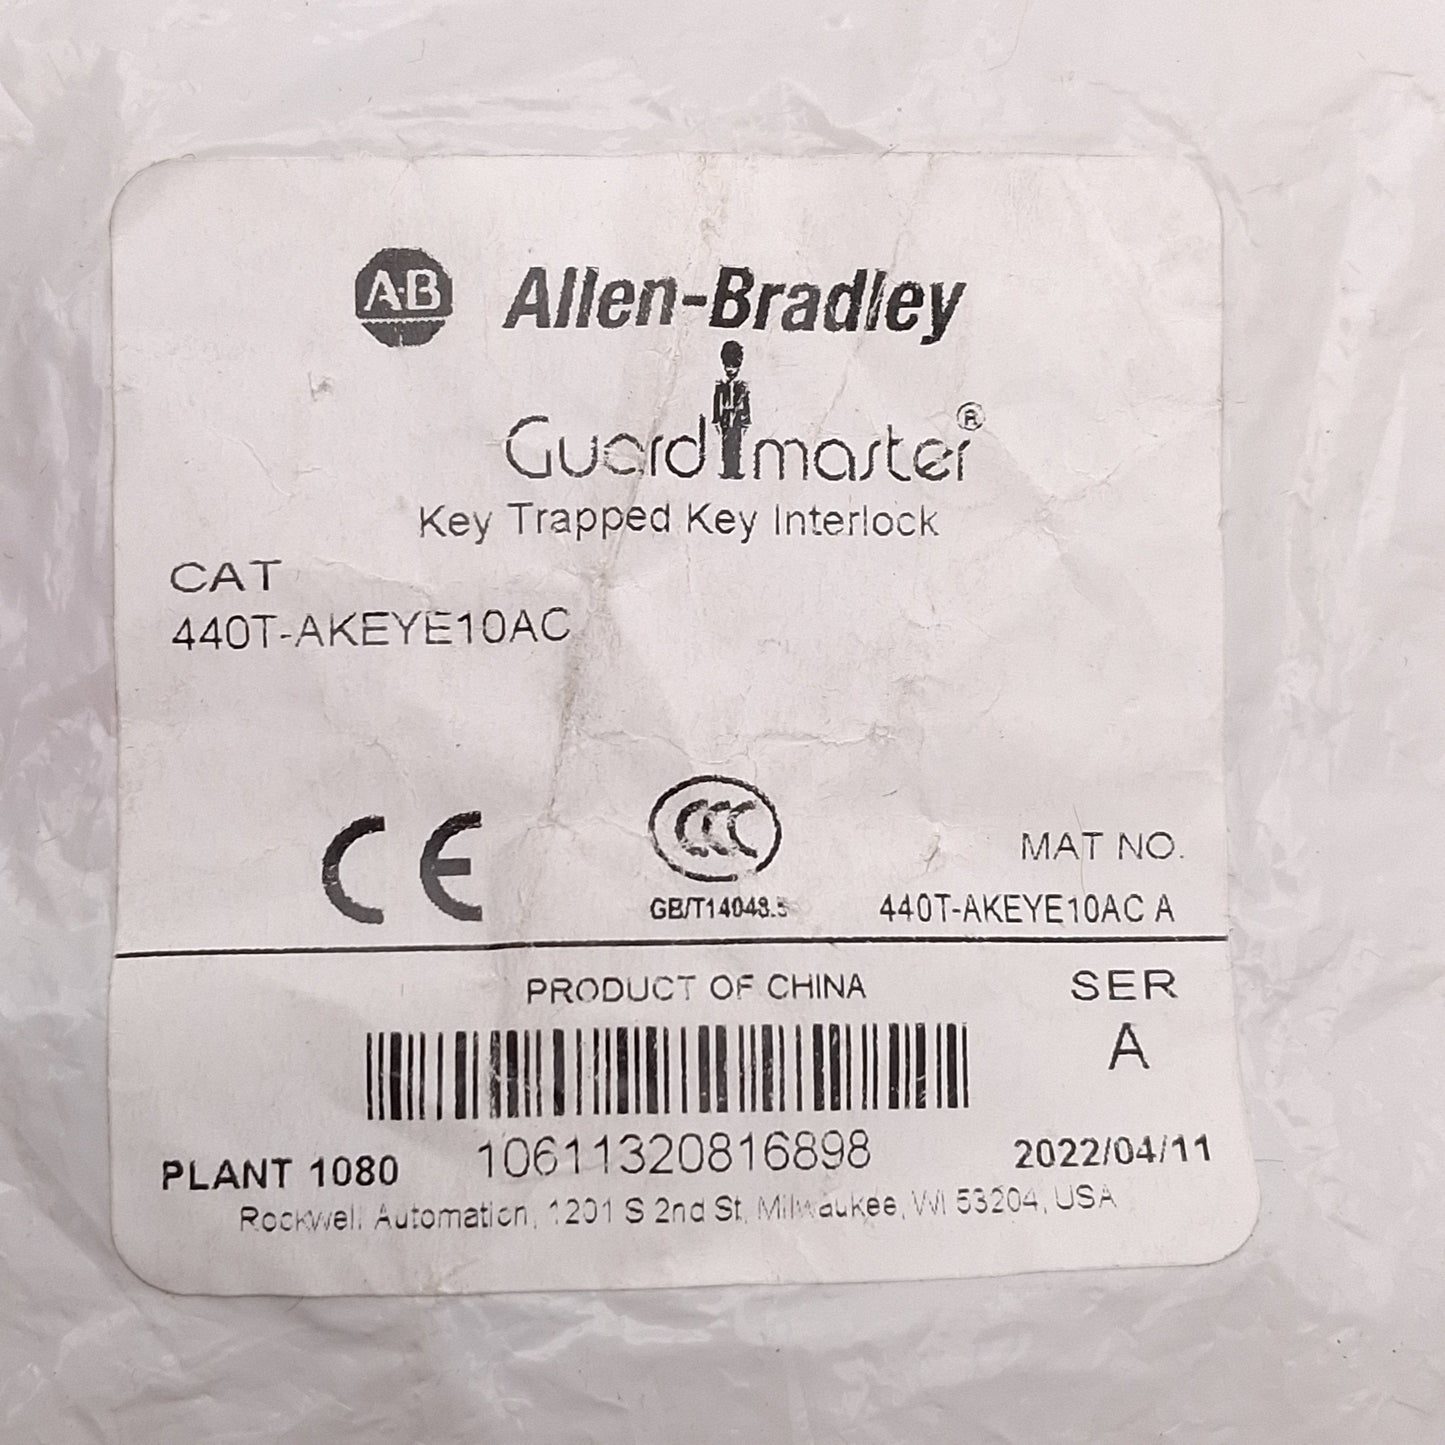 A-B Allen-Bradley
Guardmaster®
Key Trapped Key Interlock
CAT
440T-AKEYE10AC
CE
CCC
GB/T14048.5
MAT NO.
440T-AKEYE10AC A
PRODUCT OF CHINA
SER
A
10611320816898
PLANT 1080
2022/04/11
Rockwell Automation, 1201 S 2nd St, Milwaukee, WI 53204, USA